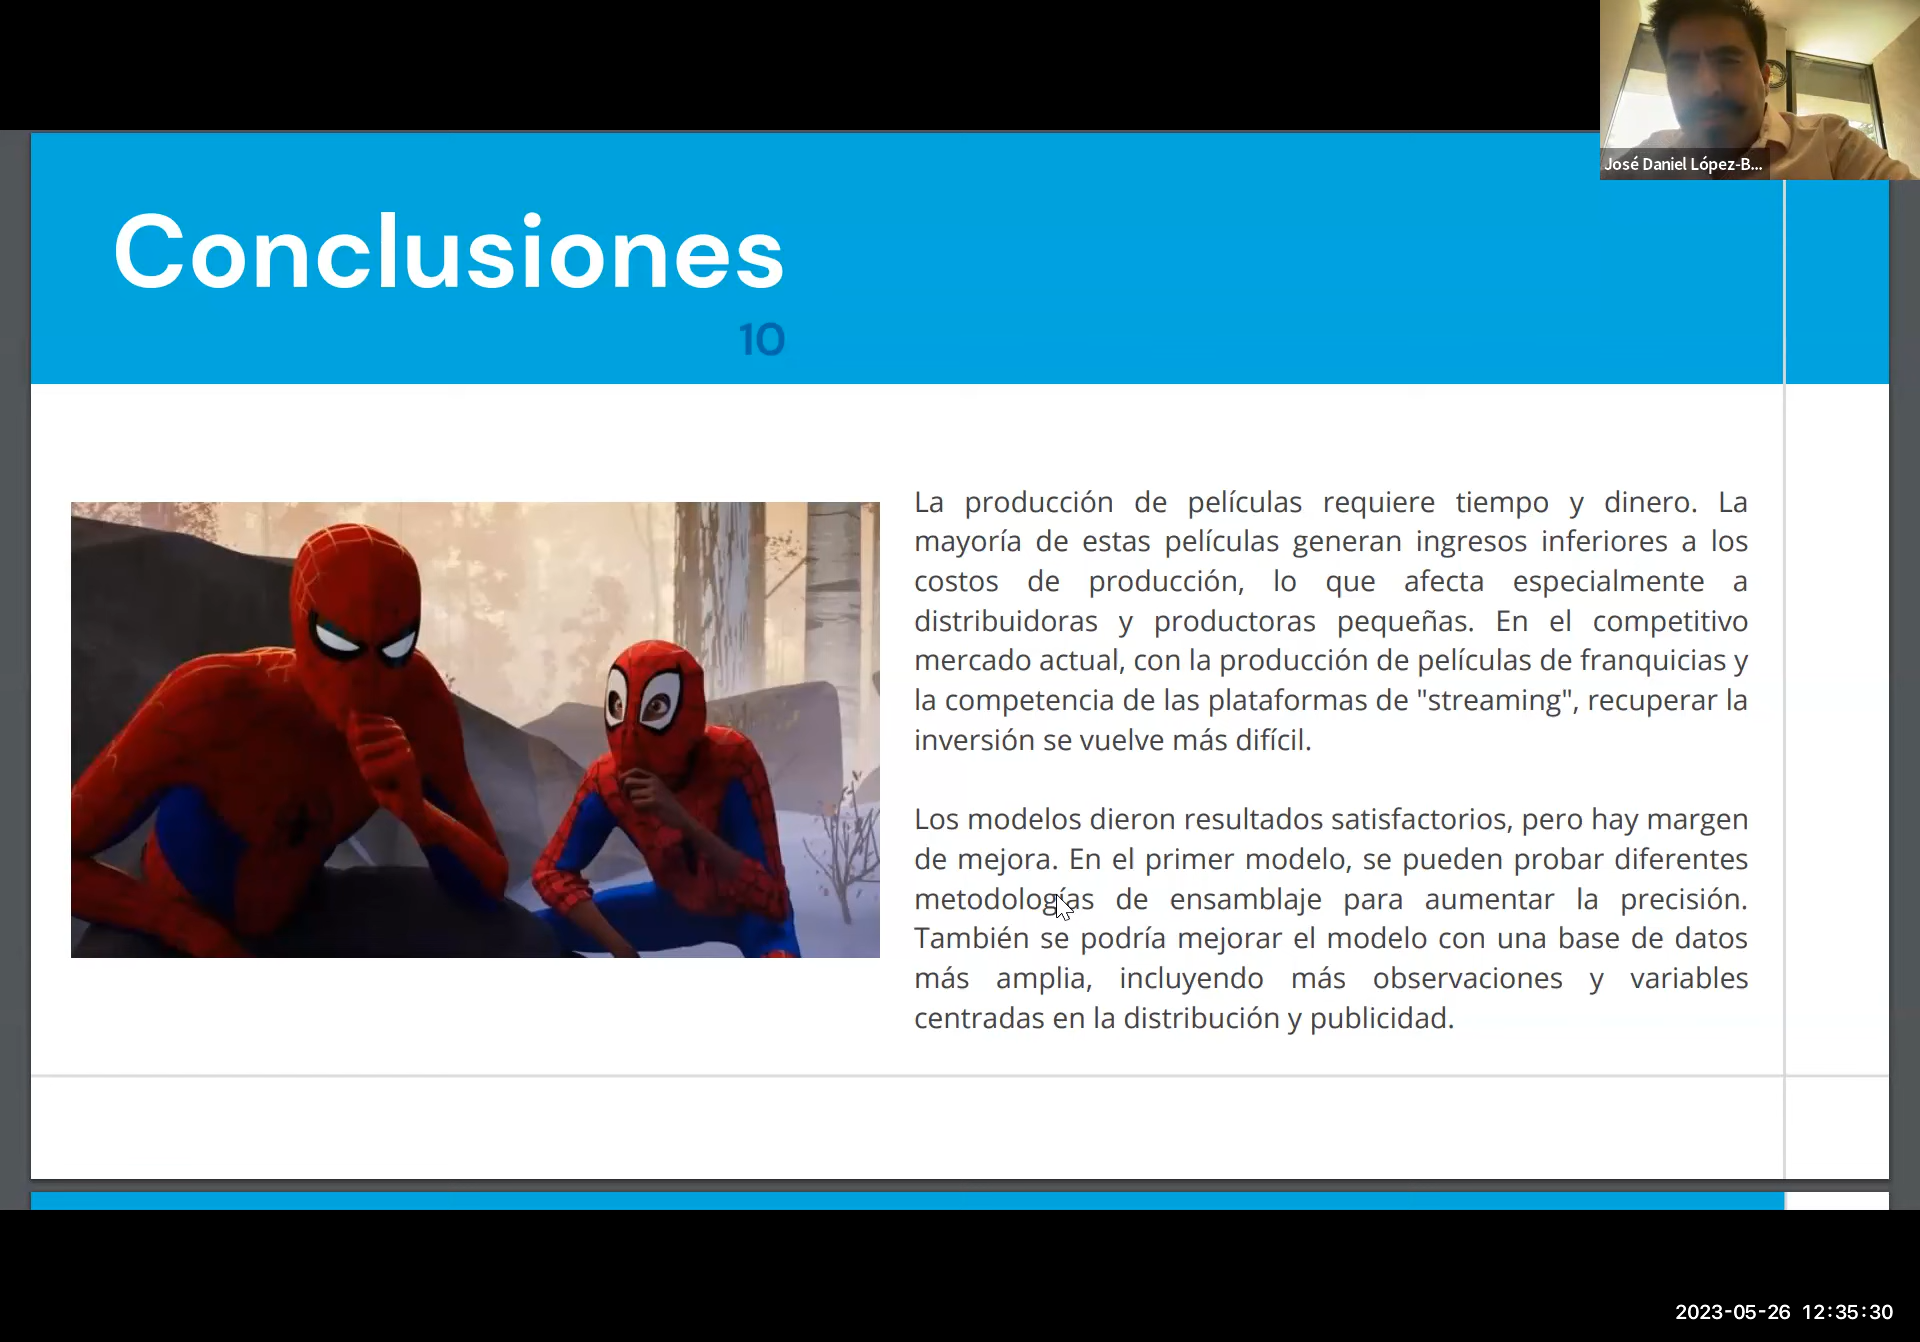 José Daniel López-B...
Conclusiones
10
La producción de películas requiere tiempo y dinero. La
mayoría de estas películas generan ingresos inferiores a los
costos de producción, lo que afecta especialmente a
distribuidoras y productoras pequeñas. En el competitivo
mercado actual, con la producción de películas de franquicias y
la competencia de las plataformas de "streaming", recuperar la
inversión se vuelve más difícil.
Los modelos dieron resultados satisfactorios, pero hay margen
de mejora. En el primer modelo, se pueden probar diferentes
metodologías de ensamblaje para aumentar la precisión.
También se podría mejorar el modelo con una base de datos
más amplia, incluyendo más observaciones y variables
centradas en la distribución y publicidad.
2023-05-26 12:35:30